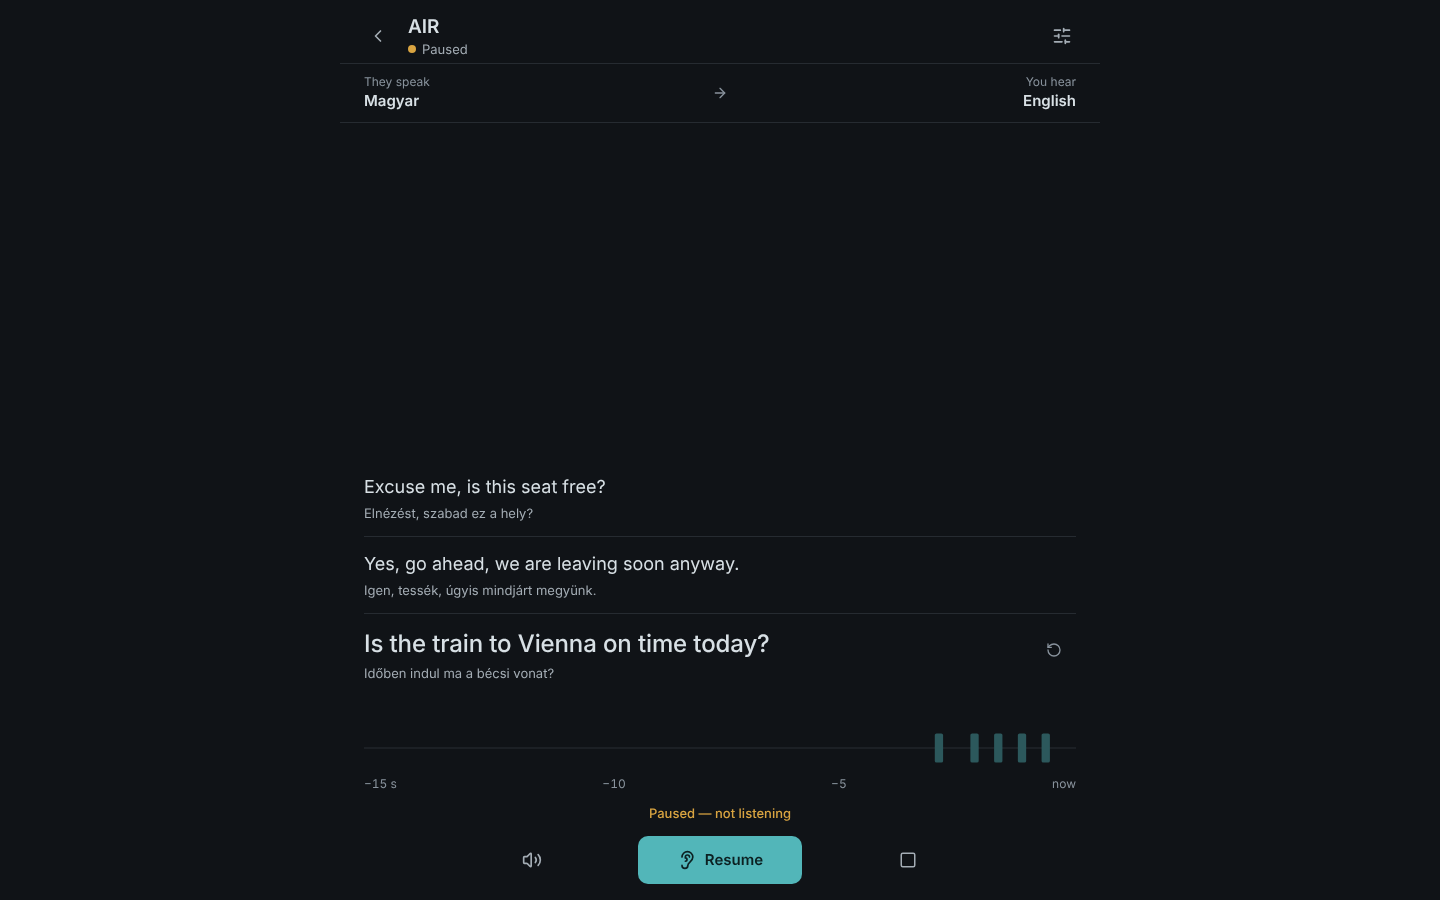 AIR
Paused
They speak
Magyar
You hear
English
Excuse me, is this seat free?
Elnézést, szabad ez a hely?
Yes, go ahead, we are leaving soon anyway.
Igen, tessék, úgyis mindjárt megyünk.
Is the train to Vienna on time today?
Időben indul ma a bécsi vonat?
−15 s
−10
−5
now
Paused — not listening
Resume